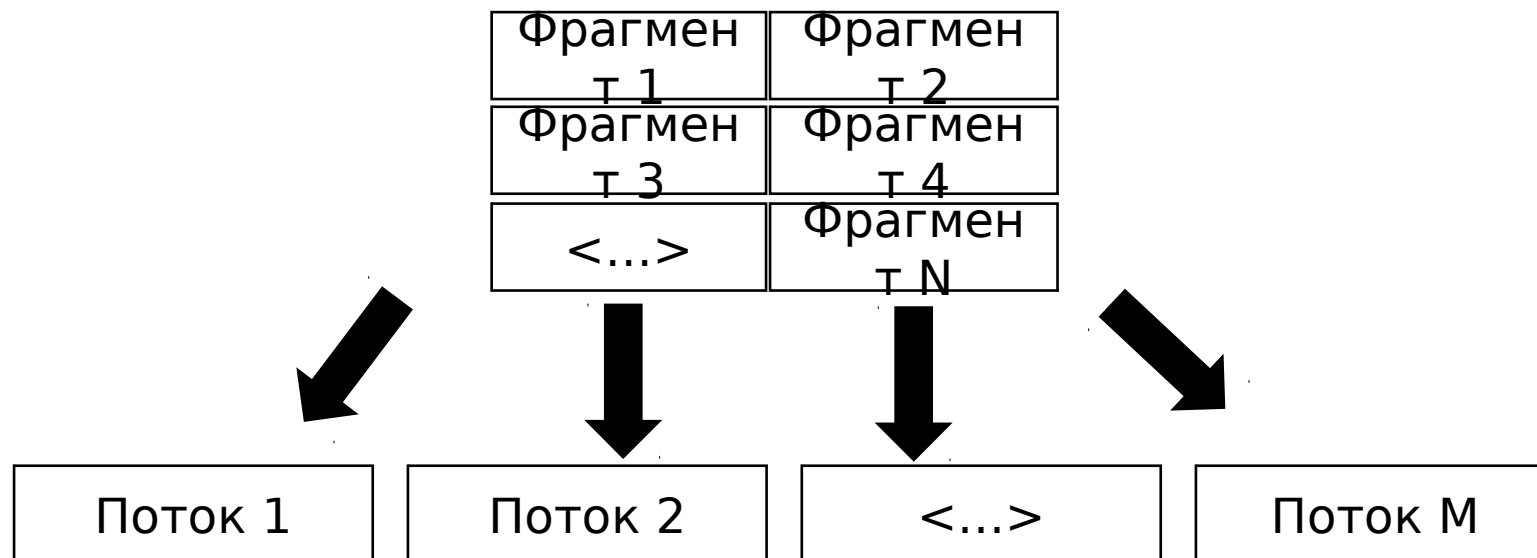 Фрагмен
т 1
Фрагмен
т 2
Фрагмен
т 3
Фрагмен
т 4
<...>
Фрагмен
т N
Поток 1
Поток 2
<...>
Поток M